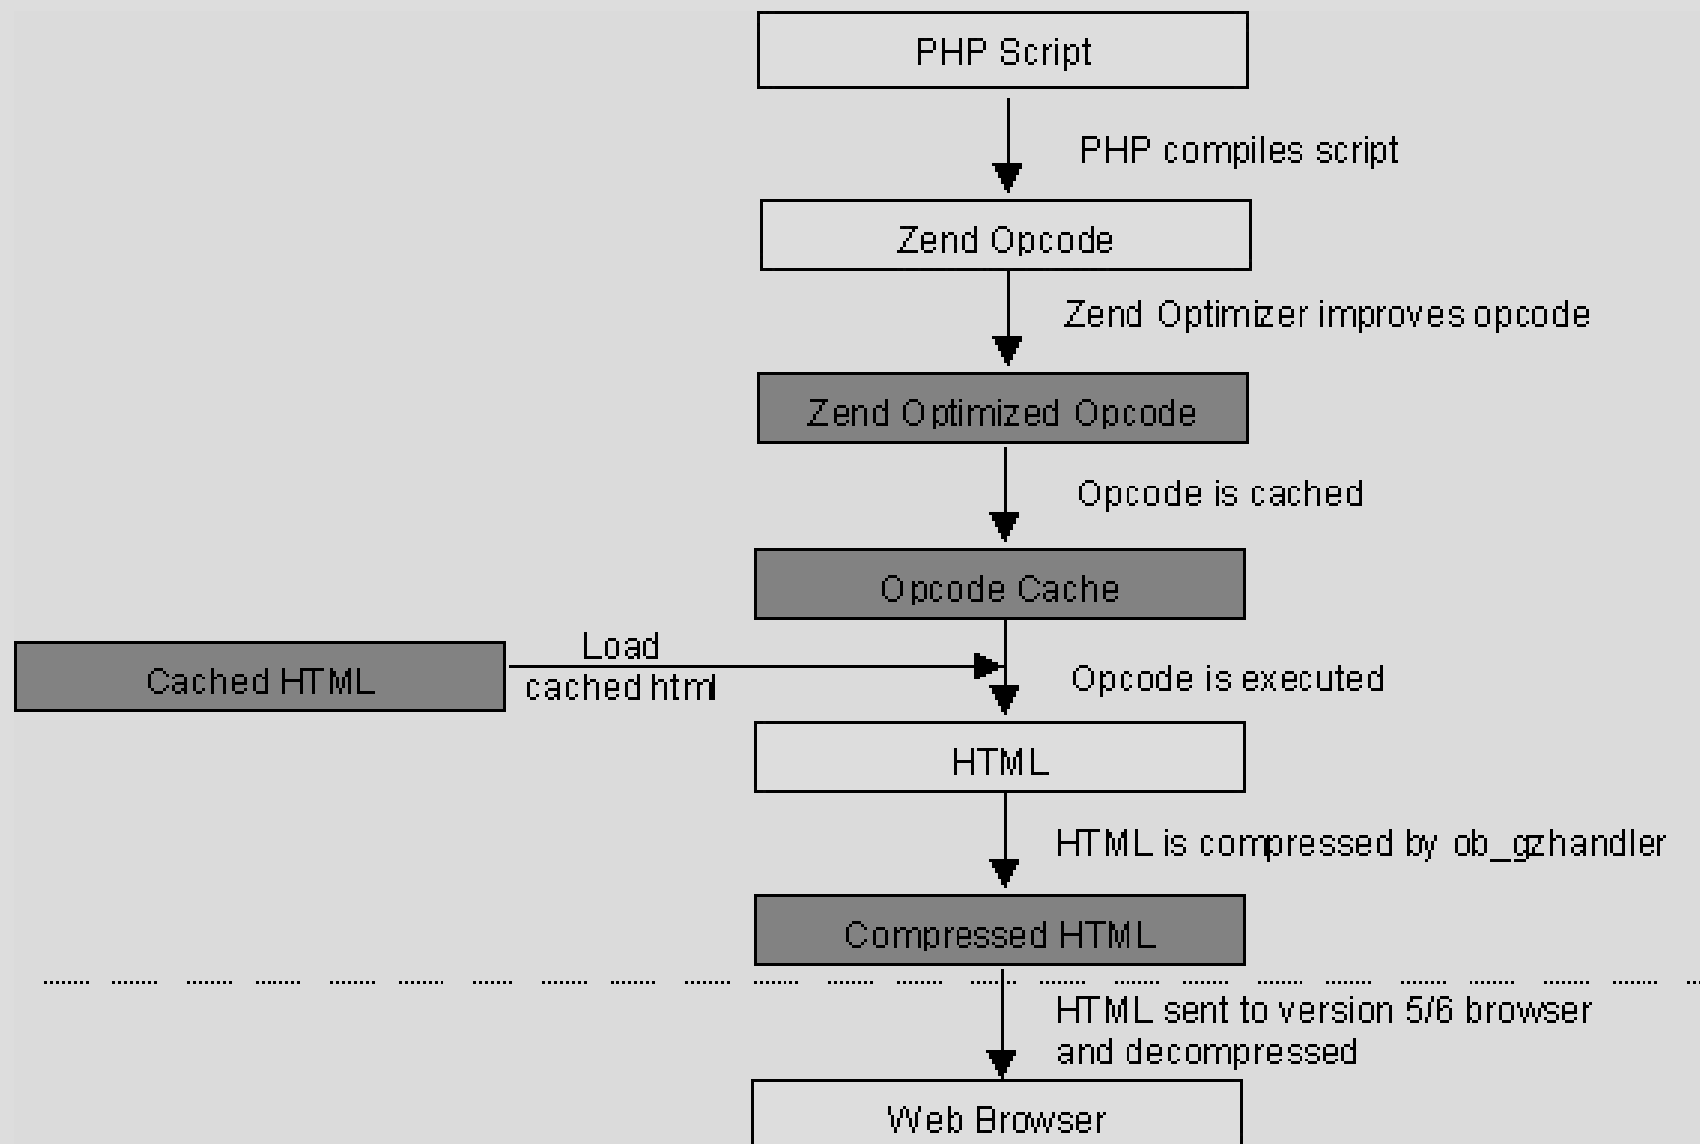 PHP Script
PHP compiles script
Zend Opcode
Zend Optimizer improves opcode
Zend Optimized Opcode
Opcode is cached
Opcode Cache
Load
cached html
Cached HTML
Opcode is executed
HTML
HTML is compressed by ob_gzhandler
Compressed HTML
HTML sent to version 5/6 browser
and decompressed
Web Browser